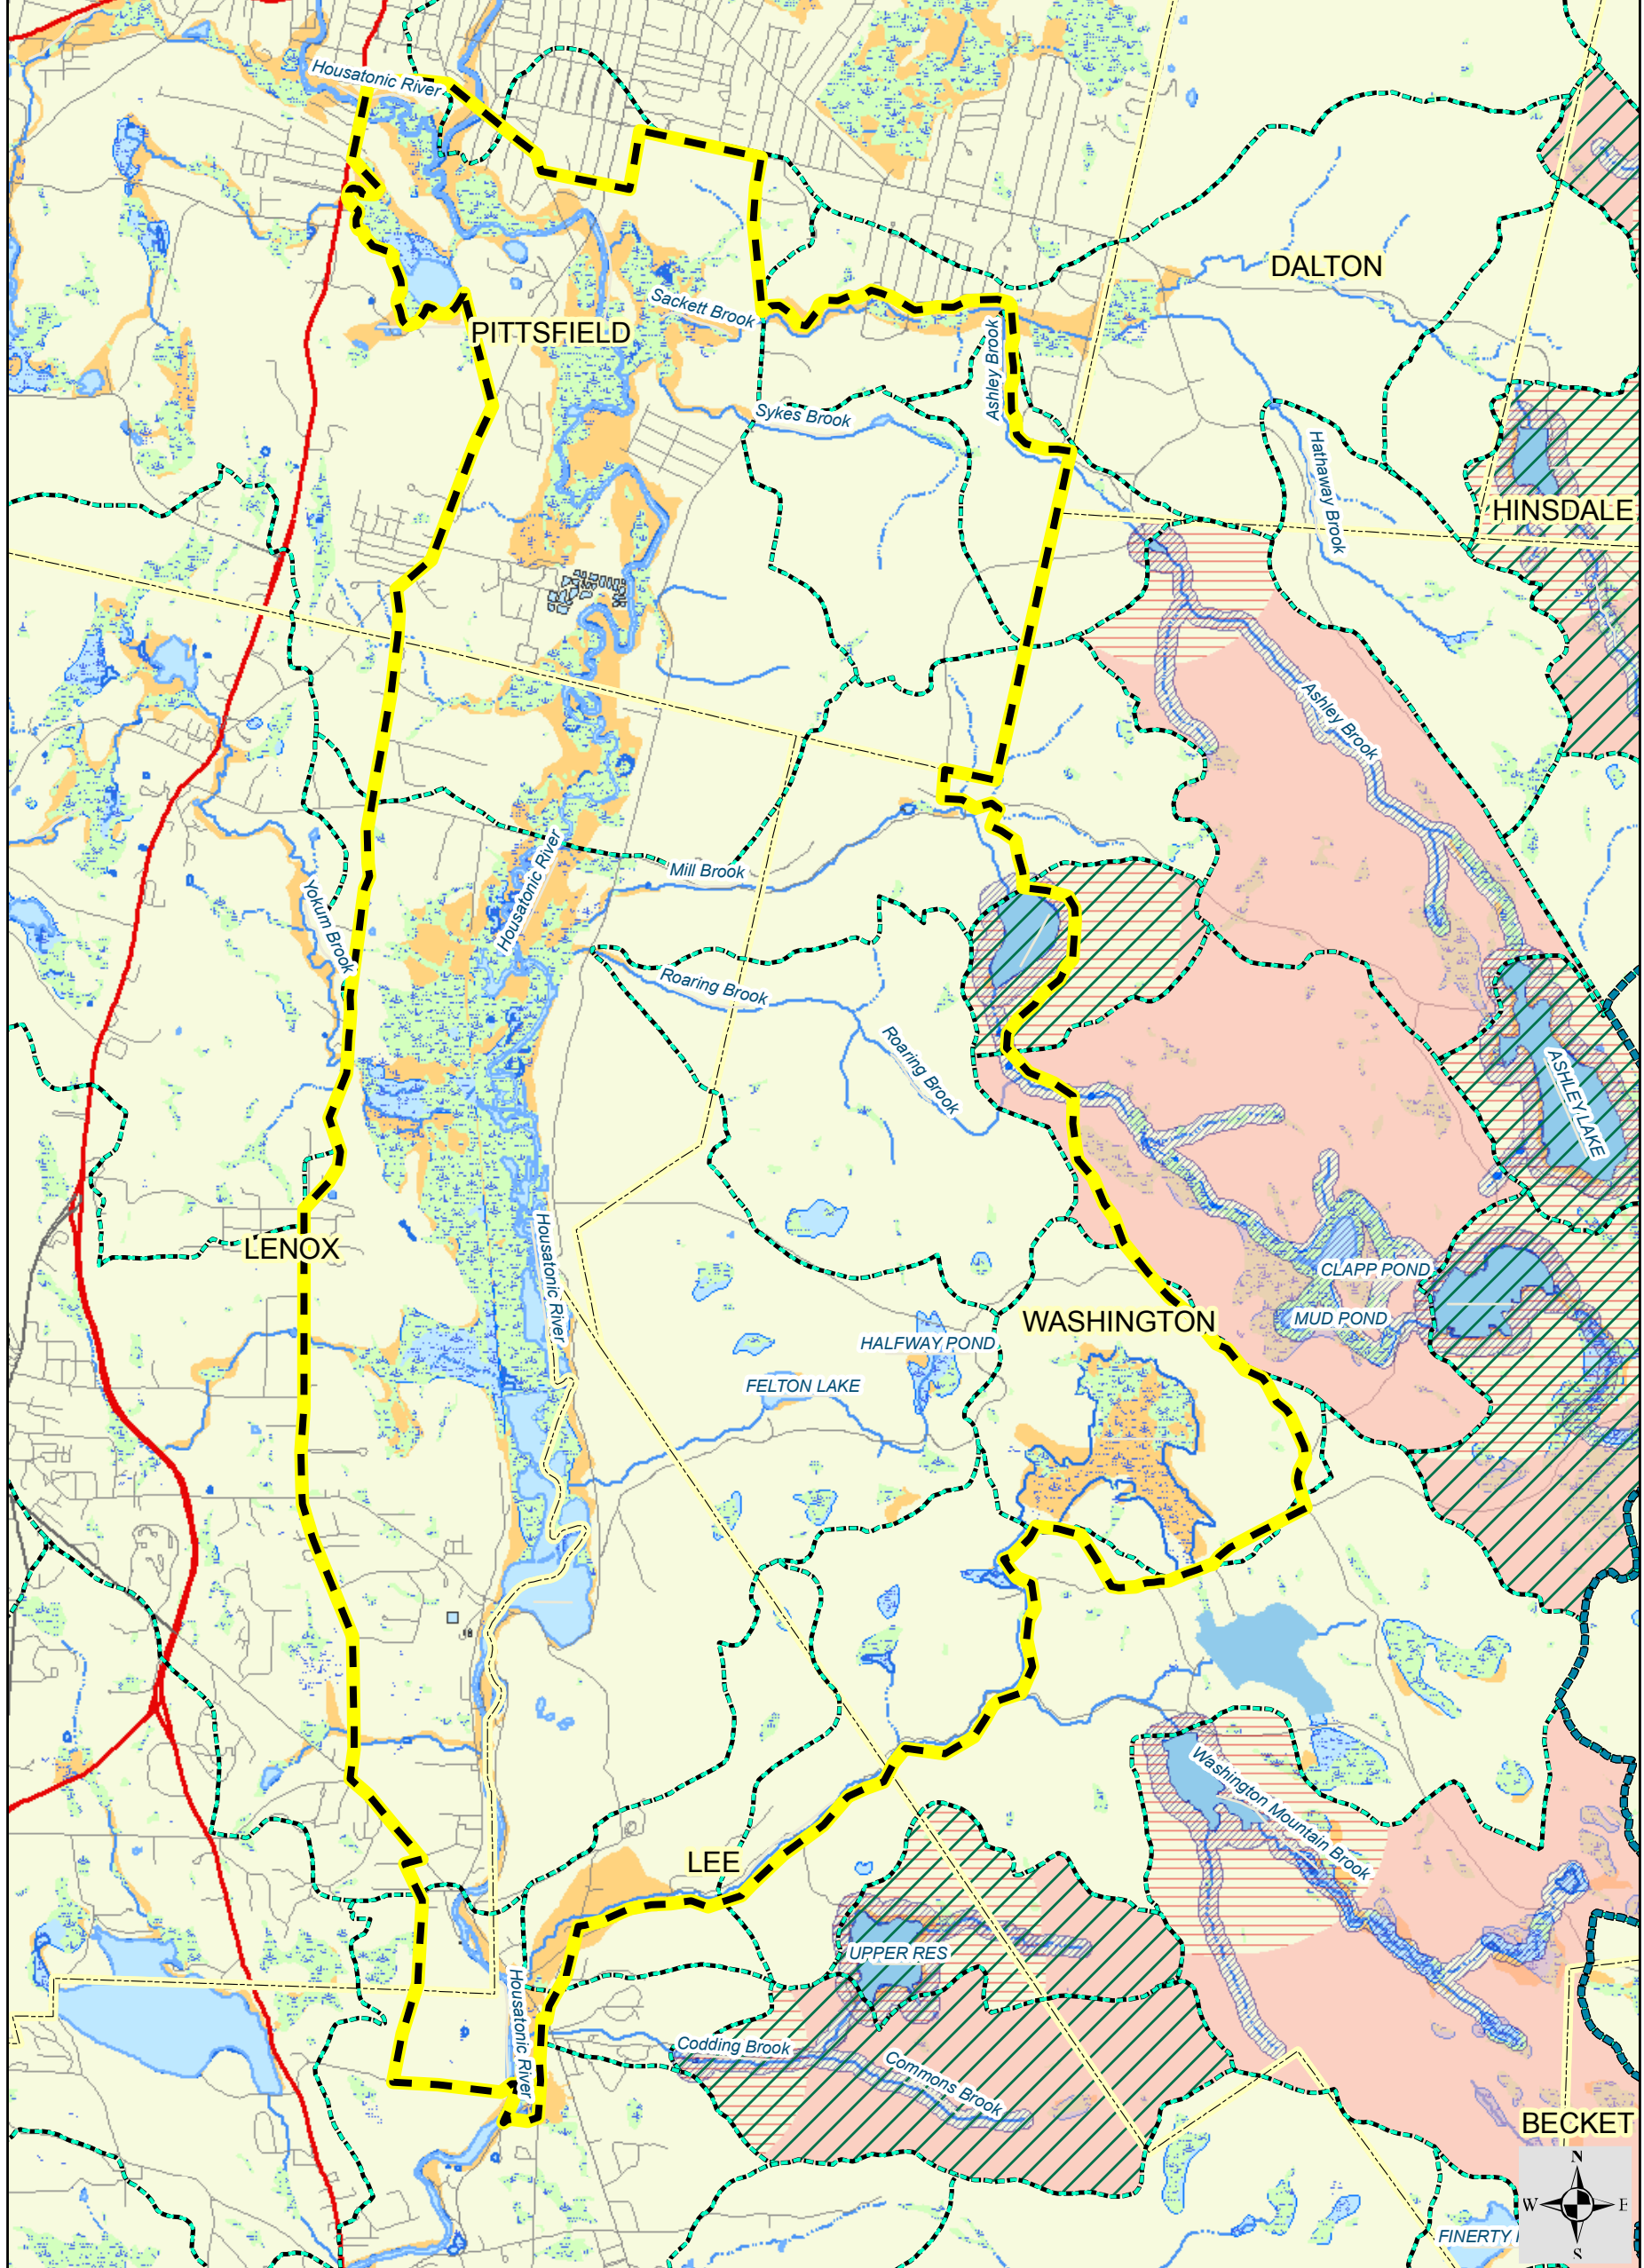 Housatonic River
DALTON
Sackett Brook
PITTSFIELD
Ashley Brook
Sykes Brook
Hathaway Brook
HINSDALE
Ashley Brook
Housatonic River
Mill Brook
Yokum Brook
Roaring Brook
Roaring Brook
ASHLEY LAKE
LENOX
Housatonic River
CLAPP POND
MUD POND
WASHINGTON
HALFWAY POND
FELTON LAKE
Washington Mountain Brook
LEE
UPPER RES
Housatonic River
Codding Brook
Commons Brook
BECKET
N
W
E
S
FINERTY